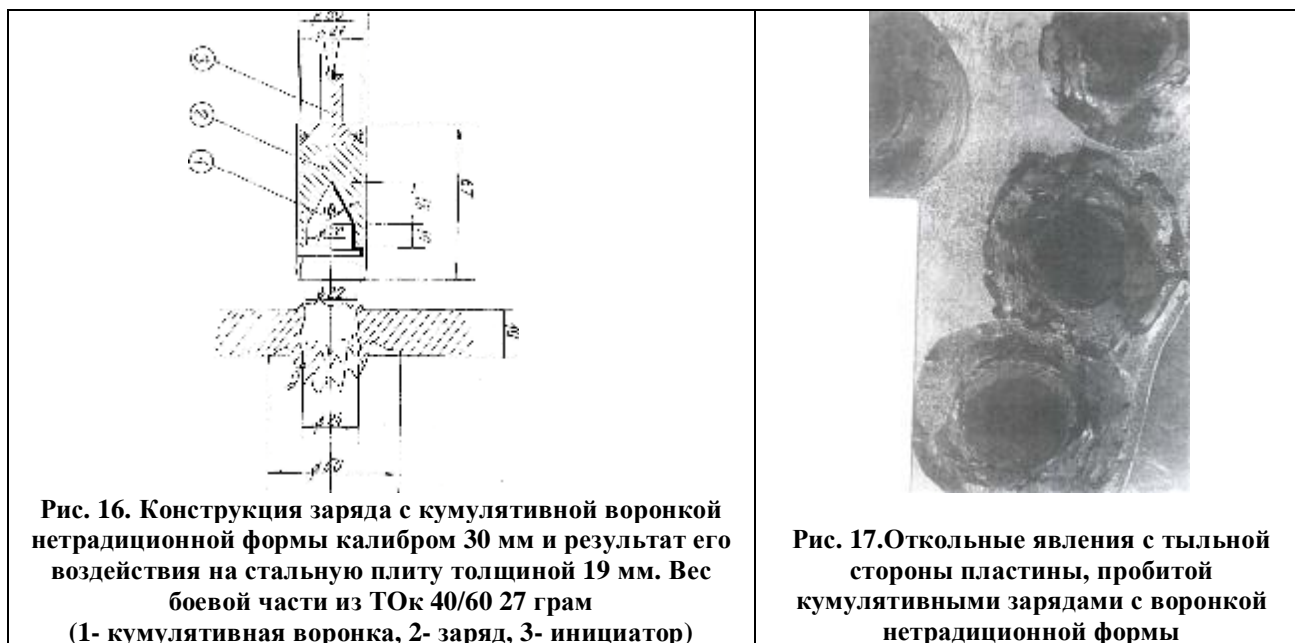 67
ø22
Рис. 16. Конструкция заряда с кумулятивной воронкой
нетрадиционной формы калибром 30 мм и результат его
воздействия на стальную плиту толщиной 19 мм. Вес
боевой части из ТОк 40/60 27 грам
(1- кумулятивная воронка, 2- заряд, 3- инициатор)
Рис. 17.Откольные явления с тыльной
стороны пластины, пробитой
кумулятивными зарядами с воронкой
нетрадиционной формы